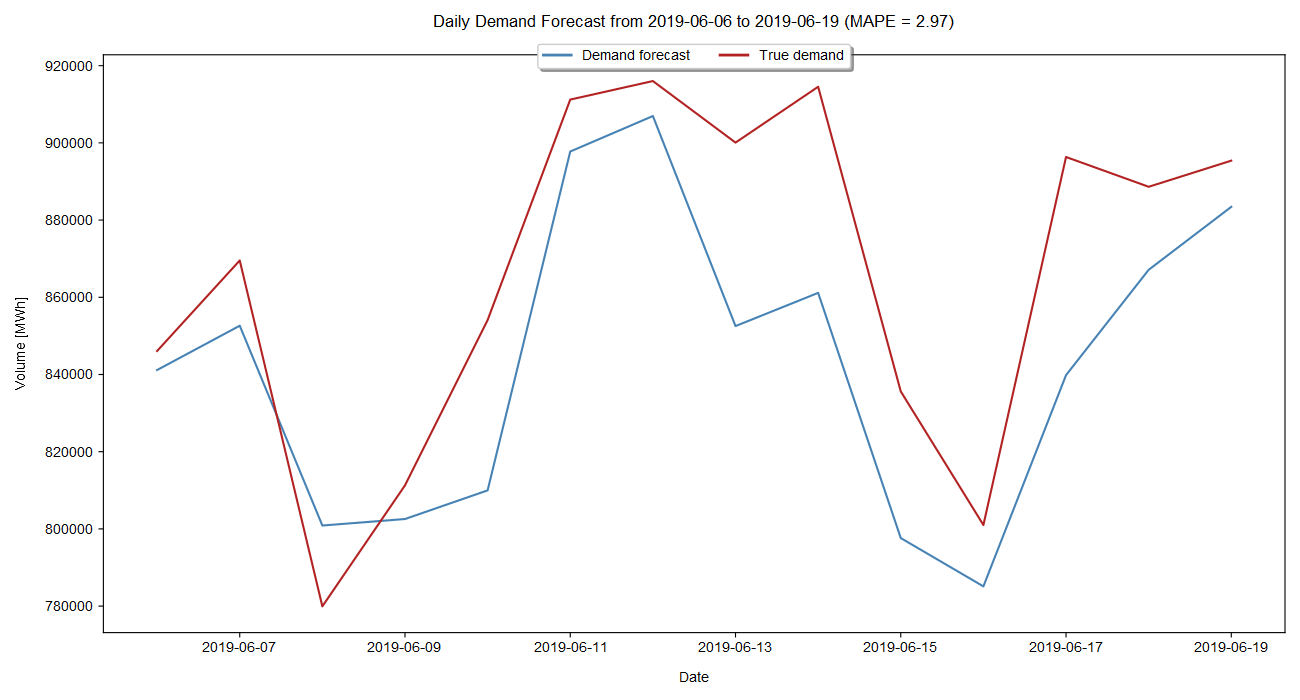 Daily Demand Forecast from 2019-06-06 to 2019-06-19 (MAPE = 2.97)
Demand forecast True demand
920000
900000
880000
860000
840000
820000
800000
780000
Volume [MWh]
2019-06-07 2019-06-09 2019-06-11 2019-06-13 2019-06-15 2019-06-17 2019-06-19
Date